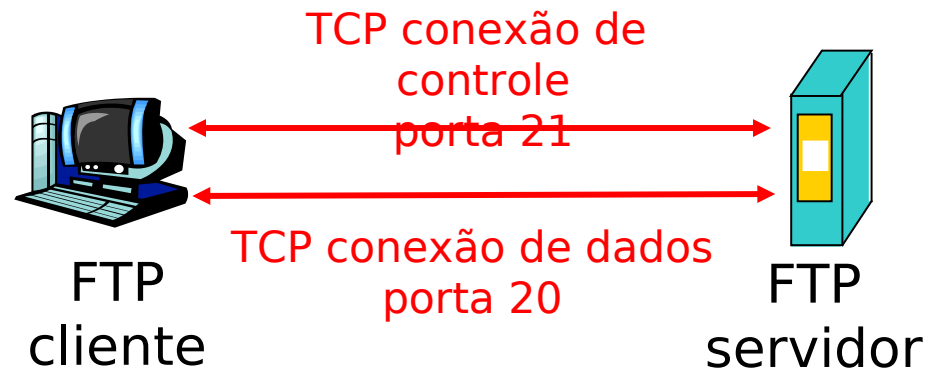 TCP conexão de
controle
porta 21
TCP conexão de dados
porta 20
FTP
cliente
FTP
servidor